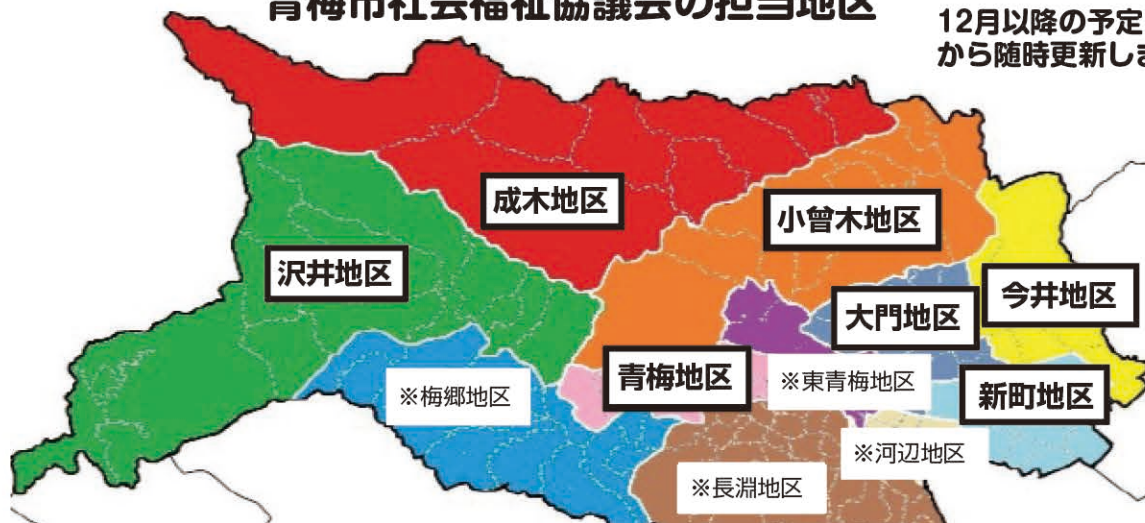 青梅市社会福祉協議会の担当地区
12月以降の予定
から随時更新しま
成木地区
小曾木地区
沢井地区
今井地区
大門地区
青梅地区
※東青梅地区
※梅郷地区
新町地区
※河辺地区
※長淵地区